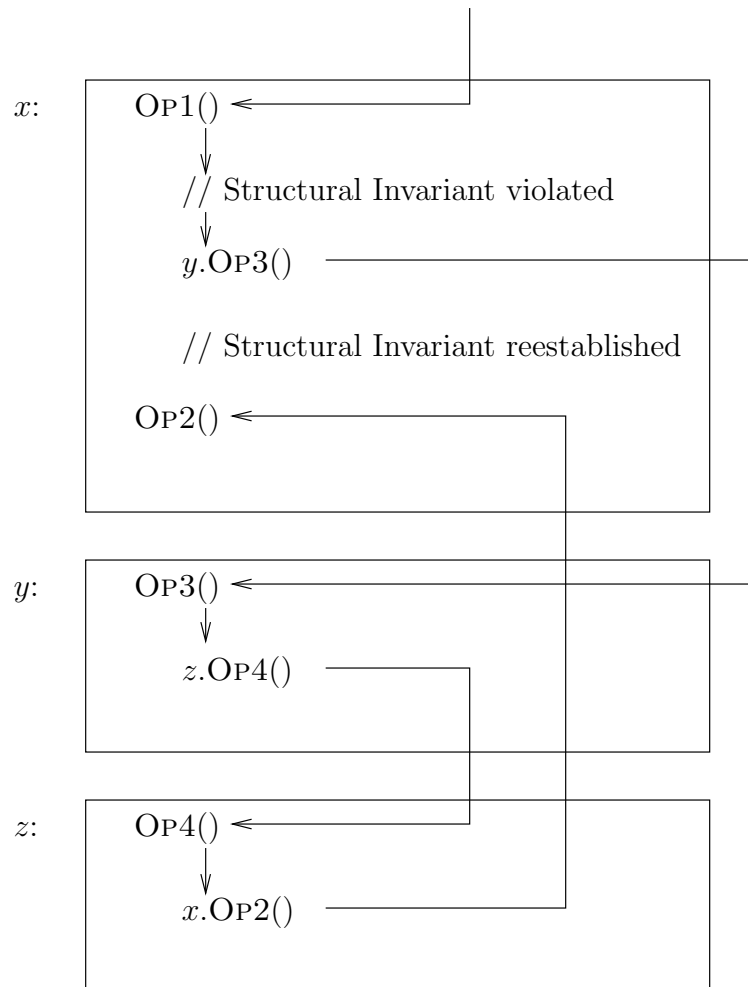 x: OP1()
// Structural Invariant violated
y.OP3()
// Structural Invariant reestablished
OP2()
y: OP3()
z.OP4()
z: OP4()
x.OP2()